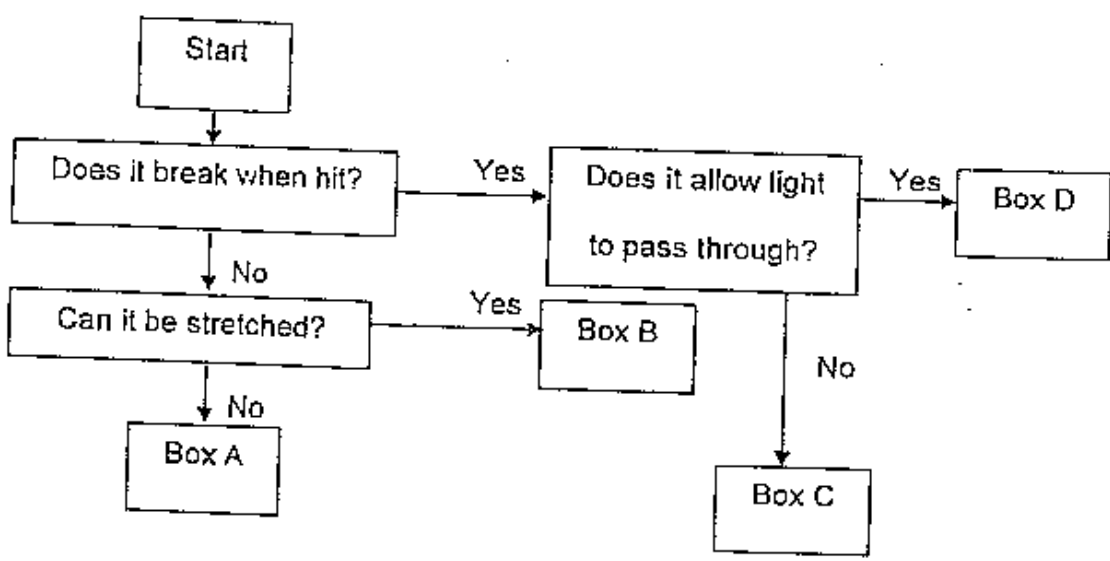 Start
Does it break when hit?
Yes
Does it allow light
to pass through?
Yes
Box D
No
Can it be stretched?
Yes
Box B
No
No
Box A
Box C